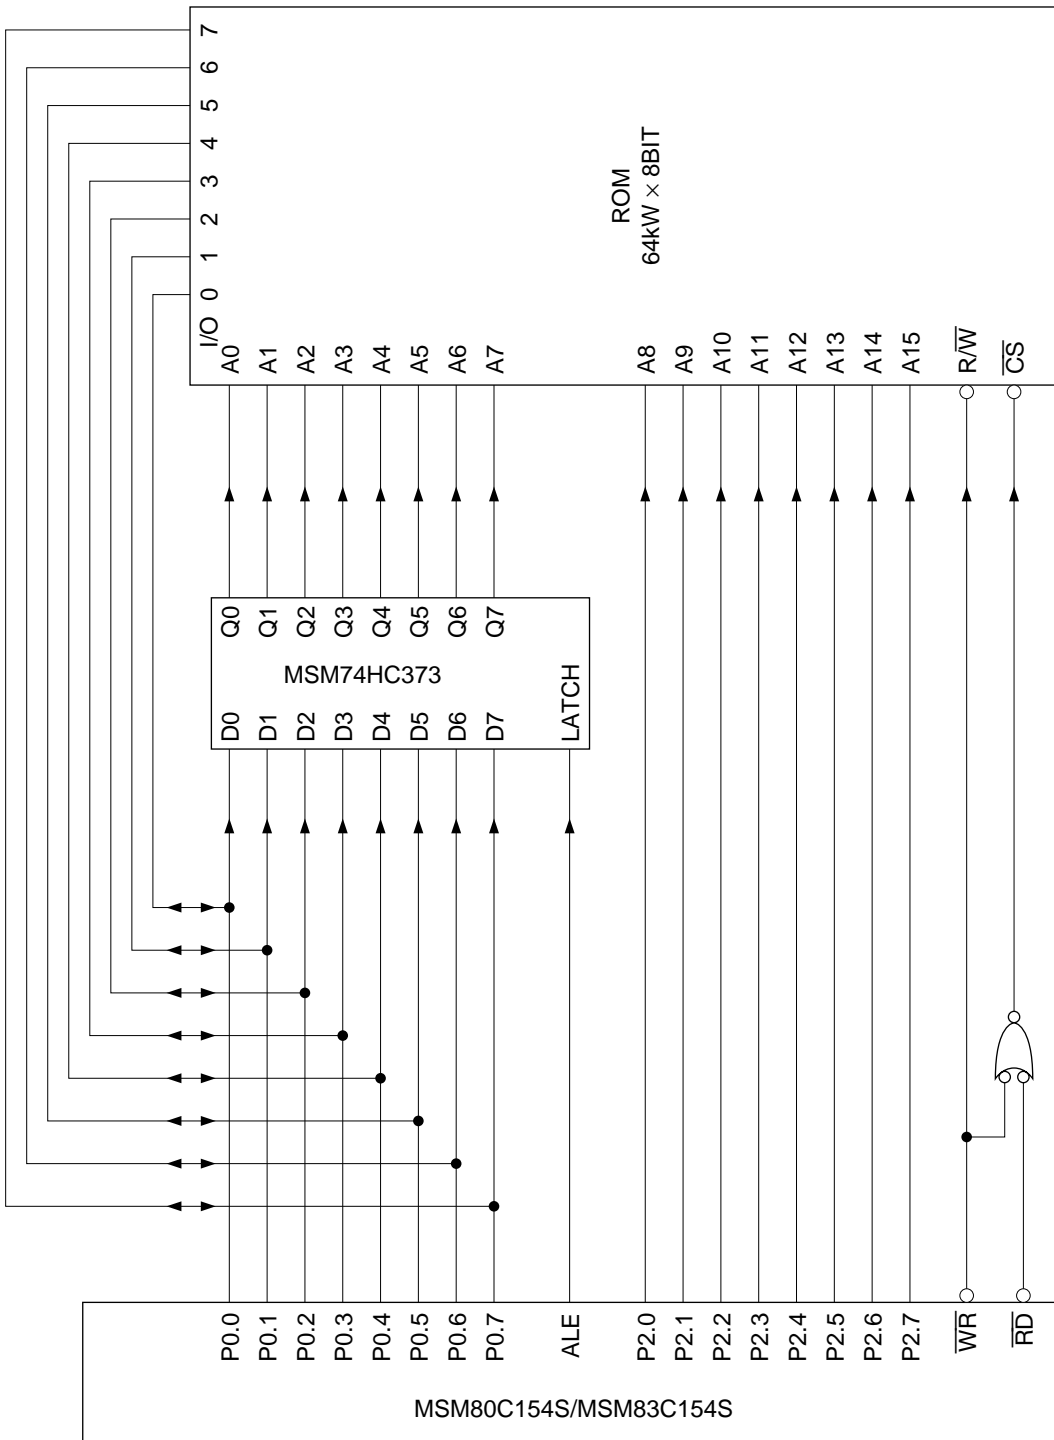 7
6
5
4
3
2
1
0
I/O
ROM
64kW × 8BIT
A0
A1
A2
A3
A4
A5
A6
A7
A8
A9
A10
A11
A12
A13
A14
A15
R/W̅
C̅S̅
Q0
Q1
Q2
Q3
Q4
Q5
Q6
Q7
MSM74HC373
D0
D1
D2
D3
D4
D5
D6
D7
LATCH
P0.0
P0.1
P0.2
P0.3
P0.4
P0.5
P0.6
P0.7
ALE
P2.0
P2.1
P2.2
P2.3
P2.4
P2.5
P2.6
P2.7
W̅R̅
R̅D̅
MSM80C154S/MSM83C154S